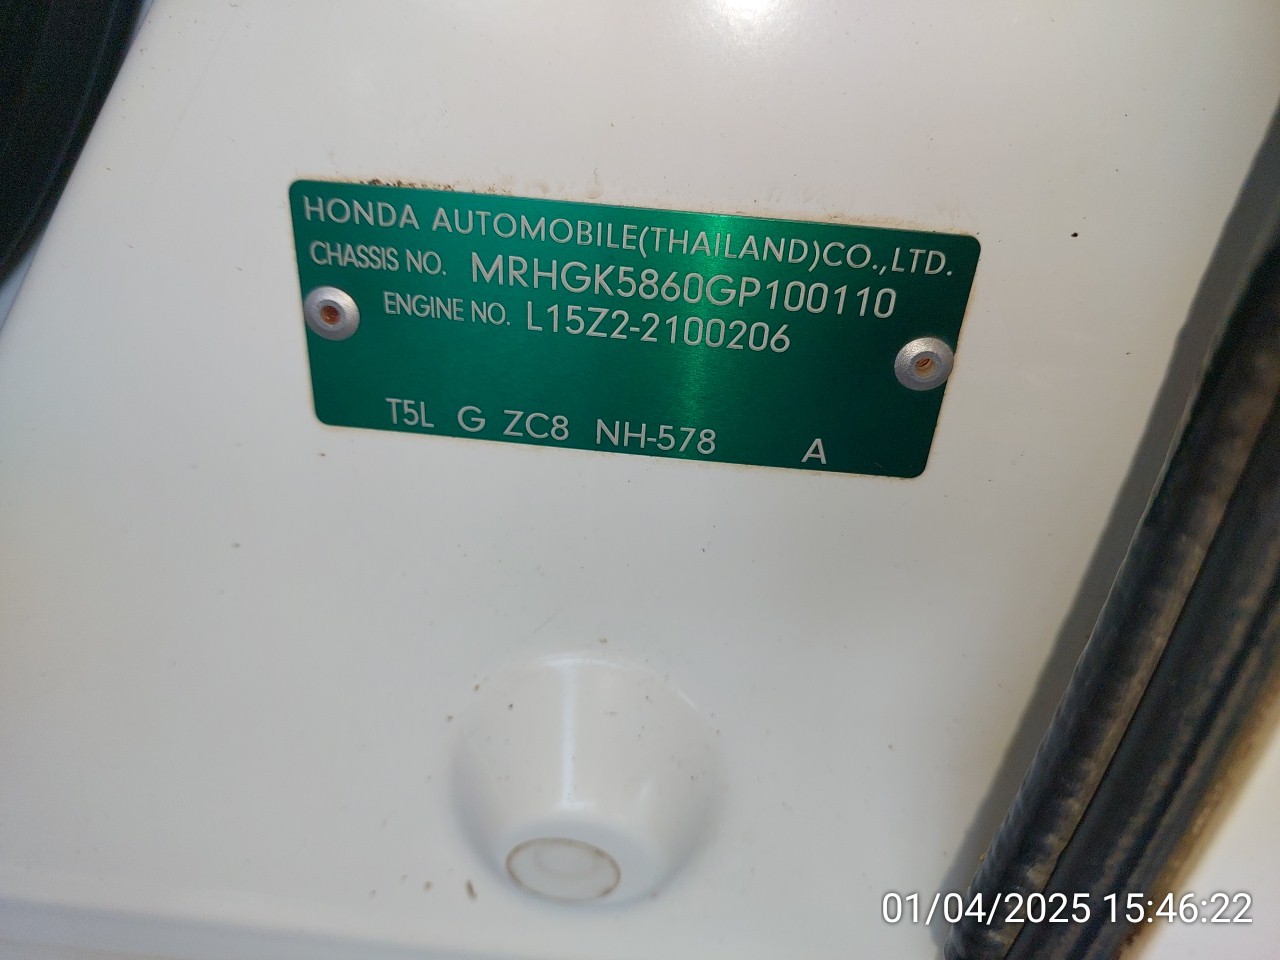 HONDA AUTOMOBILE(THAILAND)CO.,LTD.
CHASSIS NO. MRHGK5860GP100110
ENGINE NO. L15Z2-2100206
T5L G ZC8 NH-578 A
01/04/2025 15:46:22